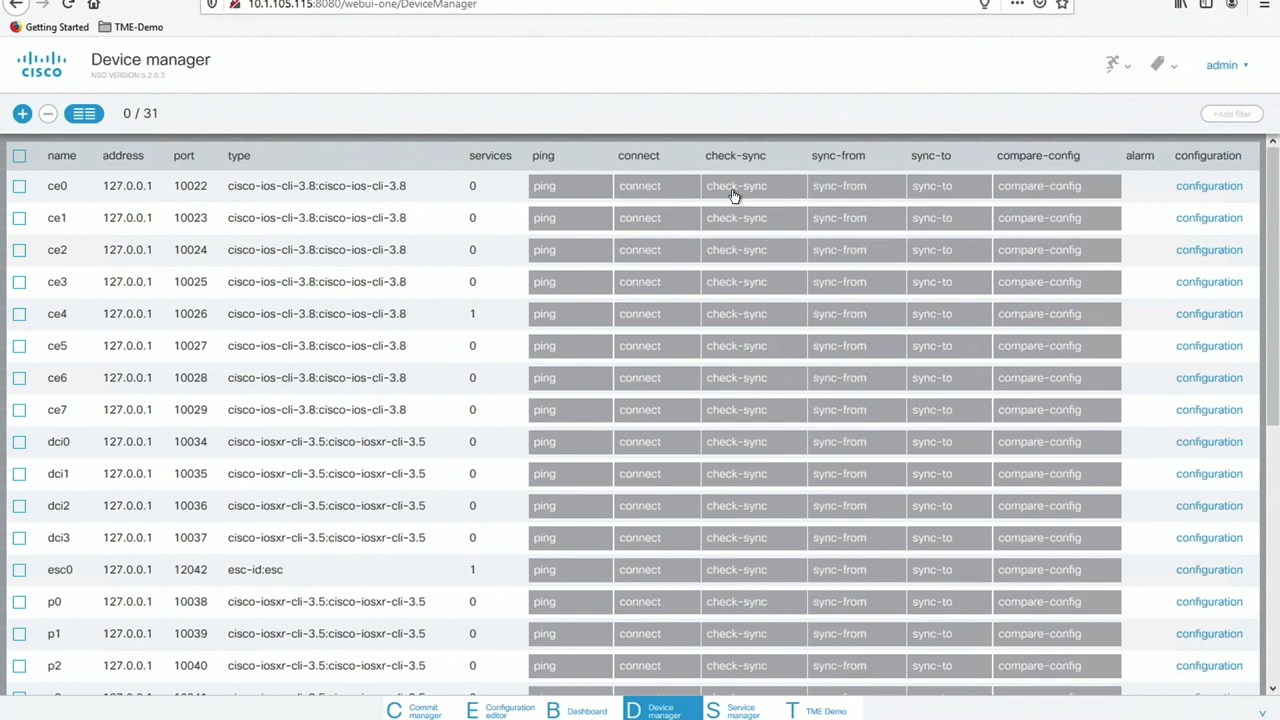 10.1.105.115:8080/webui-one/DeviceManager
Getting Started TME-Demo
CISCO Device manager
NSO VERSION:5.2.0.3
admin
0 / 31 +Add filter
name address port type services ping connect check-sync sync-from sync-to compare-config alarm configuration
ce0 127.0.0.1 10022 cisco-ios-cli-3.8:cisco-ios-cli-3.8 0 ping connect check-sync sync-from sync-to compare-config configuration
ce1 127.0.0.1 10023 cisco-ios-cli-3.8:cisco-ios-cli-3.8 0 ping connect check-sync sync-from sync-to compare-config configuration
ce2 127.0.0.1 10024 cisco-ios-cli-3.8:cisco-ios-cli-3.8 0 ping connect check-sync sync-from sync-to compare-config configuration
ce3 127.0.0.1 10025 cisco-ios-cli-3.8:cisco-ios-cli-3.8 0 ping connect check-sync sync-from sync-to compare-config configuration
ce4 127.0.0.1 10026 cisco-ios-cli-3.8:cisco-ios-cli-3.8 1 ping connect check-sync sync-from sync-to compare-config configuration
ce5 127.0.0.1 10027 cisco-ios-cli-3.8:cisco-ios-cli-3.8 0 ping connect check-sync sync-from sync-to compare-config configuration
ce6 127.0.0.1 10028 cisco-ios-cli-3.8:cisco-ios-cli-3.8 0 ping connect check-sync sync-from sync-to compare-config configuration
ce7 127.0.0.1 10029 cisco-ios-cli-3.8:cisco-ios-cli-3.8 0 ping connect check-sync sync-from sync-to compare-config configuration
dci0 127.0.0.1 10034 cisco-iosxr-cli-3.5:cisco-iosxr-cli-3.5 0 ping connect check-sync sync-from sync-to compare-config configuration
dci1 127.0.0.1 10035 cisco-iosxr-cli-3.5:cisco-iosxr-cli-3.5 0 ping connect check-sync sync-from sync-to compare-config configuration
dci2 127.0.0.1 10036 cisco-iosxr-cli-3.5:cisco-iosxr-cli-3.5 0 ping connect check-sync sync-from sync-to compare-config configuration
dci3 127.0.0.1 10037 cisco-iosxr-cli-3.5:cisco-iosxr-cli-3.5 0 ping connect check-sync sync-from sync-to compare-config configuration
esc0 127.0.0.1 12042 esc-id:esc 1 ping connect check-sync sync-from sync-to compare-config configuration
p0 127.0.0.1 10038 cisco-iosxr-cli-3.5:cisco-iosxr-cli-3.5 0 ping connect check-sync sync-from sync-to compare-config configuration
p1 127.0.0.1 10039 cisco-iosxr-cli-3.5:cisco-iosxr-cli-3.5 0 ping connect check-sync sync-from sync-to compare-config configuration
p2 127.0.0.1 10040 cisco-iosxr-cli-3.5:cisco-iosxr-cli-3.5 0 ping connect check-sync sync-from sync-to compare-config configuration
C Commit manager E Configuration editor B Dashboard D Device manager S Service manager T TME Demo